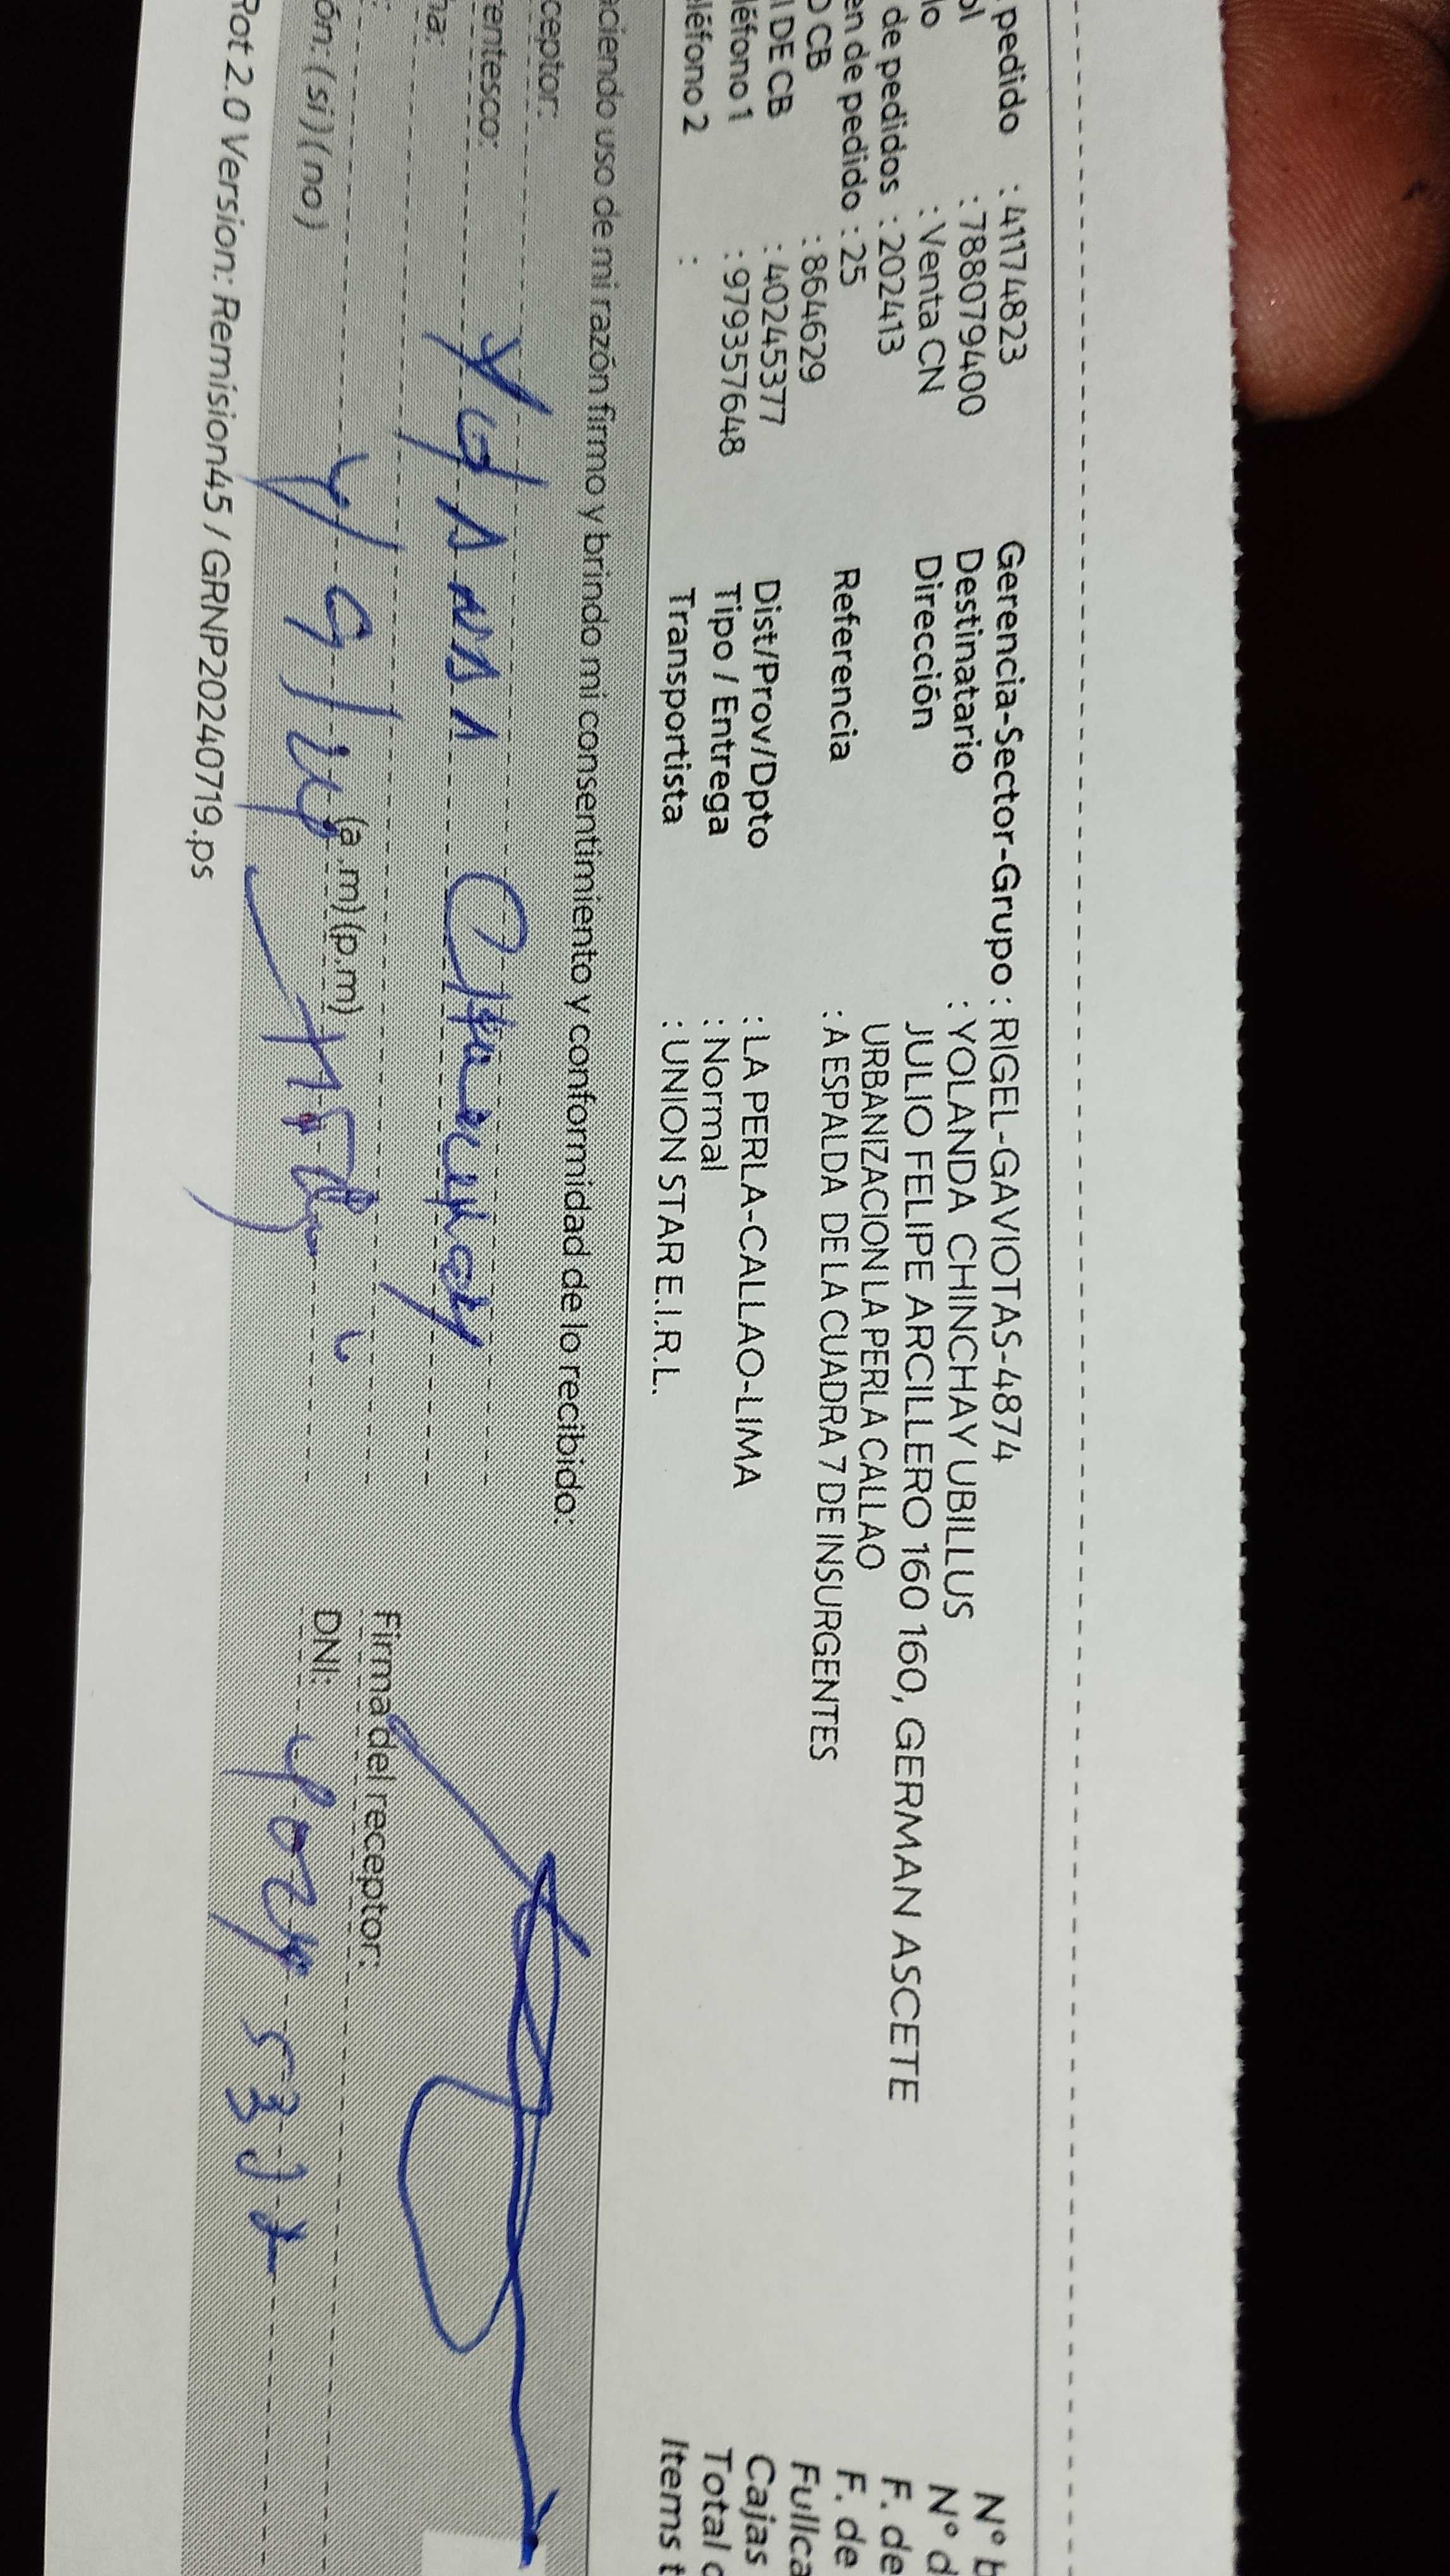 pedido : 41174823
ol : 788079400
lo : Venta CN
de pedidos : 202413
en de pedido : 25
O CB : 864629
I DE CB : 40245377
léfono 1 : 979357648
léfono 2 :
Gerencia-Sector-Grupo : RIGEL-GAVIOTAS-4874
Destinatario : YOLANDA CHINCHAY UBILLUS
Dirección JULIO FELIPE ARCILLERO 160 160, GERMAN ASCETE
URBANIZACION LA PERLA CALLAO
Referencia : A ESPALDA DE LA CUADRA 7 DE INSURGENTES
Dist/Prov/Dpto : LA PERLA-CALLAO-LIMA
Tipo / Entrega : Normal
Transportista : UNION STAR E.I.R.L.
N° b
N° d
F. de
F. de
Fullca
Cajas
Total c
Items t
aciendo uso de mi razón firmo y brindo mi consentimiento y conformidad de lo recibido:
ceptor:
rentesco:
ha:
(a.m)(p.m)
ón: (si) (no)
Firma del receptor:
DNI:
Rot 2.0 Version: Remision45 / GRNP20240719.ps